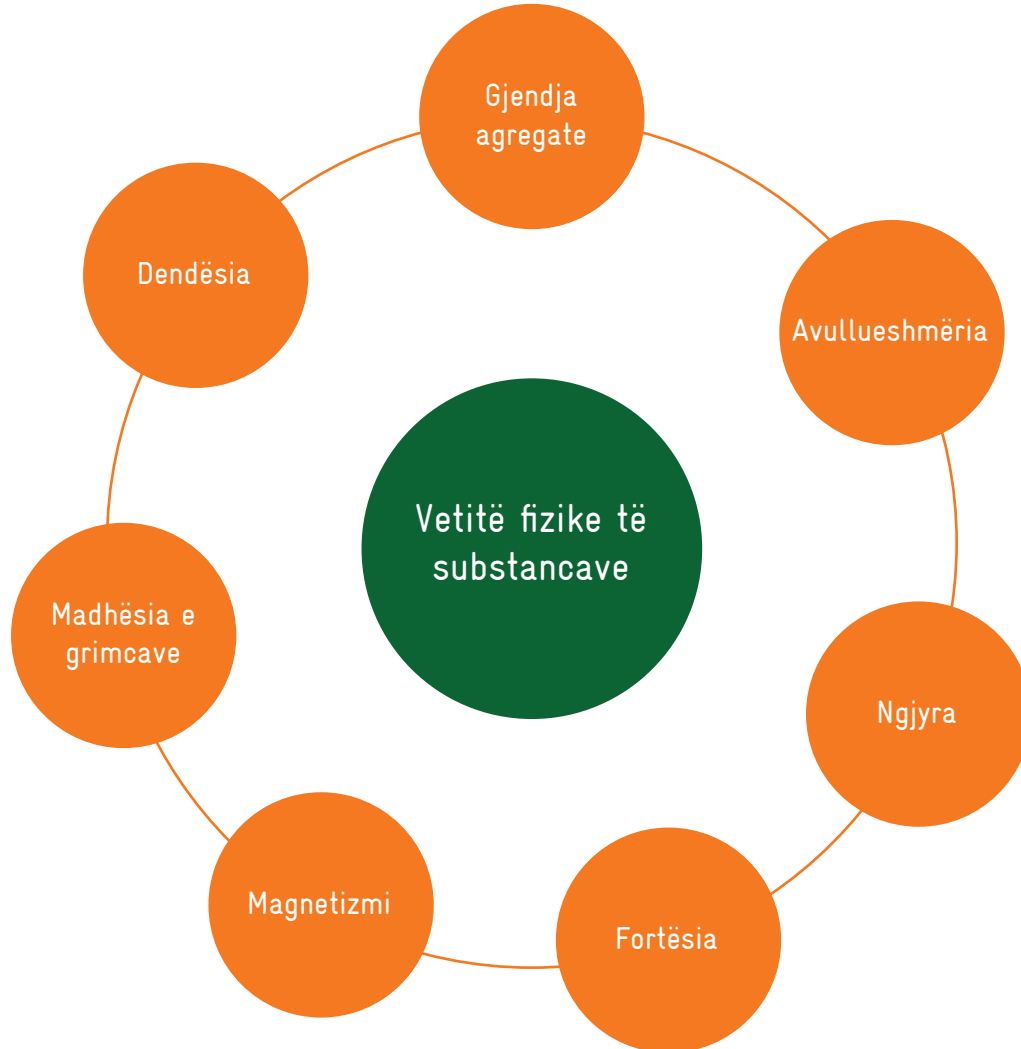 Gjendja
agregate
Dendësia
Avullueshmëria
Vetitë fizike të
substancave
Madhësia e
grimcave
Ngjyra
Magnetizmi
Fortësia